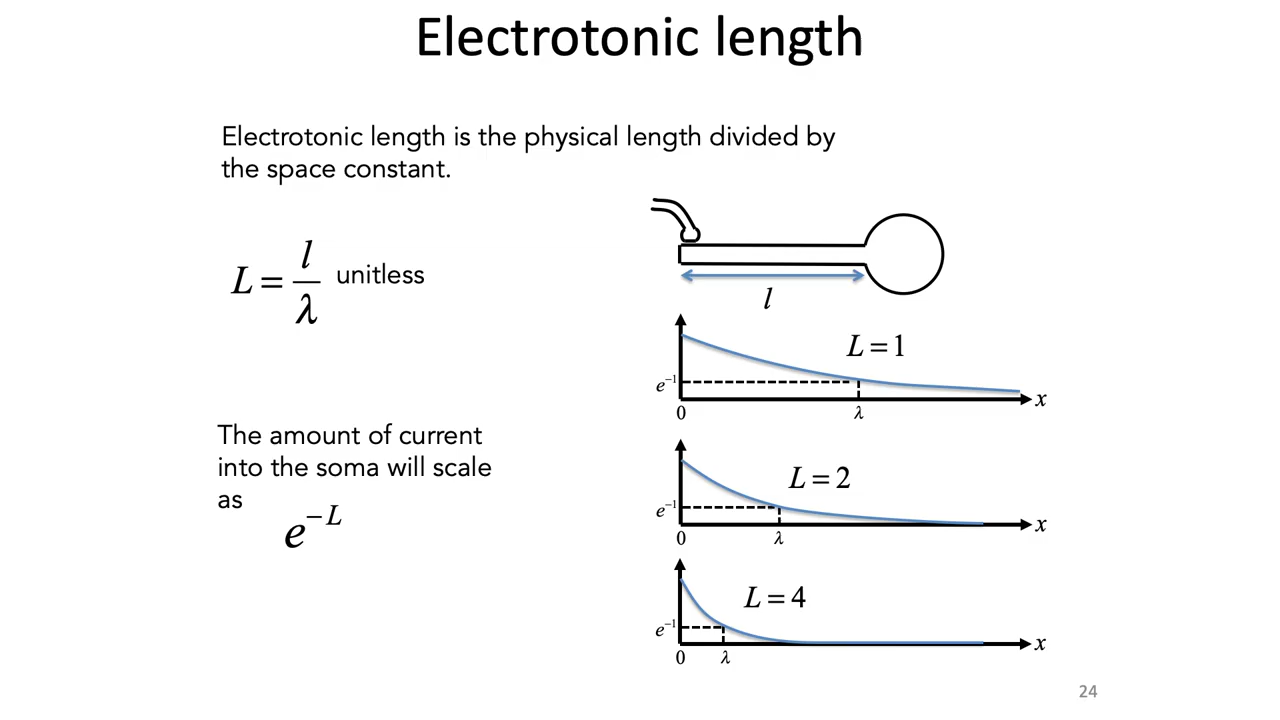 Electrotonic length
Electrotonic length is the physical length divided by
the space constant.
L = l/λ unitless
The amount of current
into the soma will scale
as
e^{-L}
l
L = 1
e^{-1}
0
λ
x
L = 2
e^{-1}
0
λ
x
L = 4
e^{-1}
0
λ
x
24